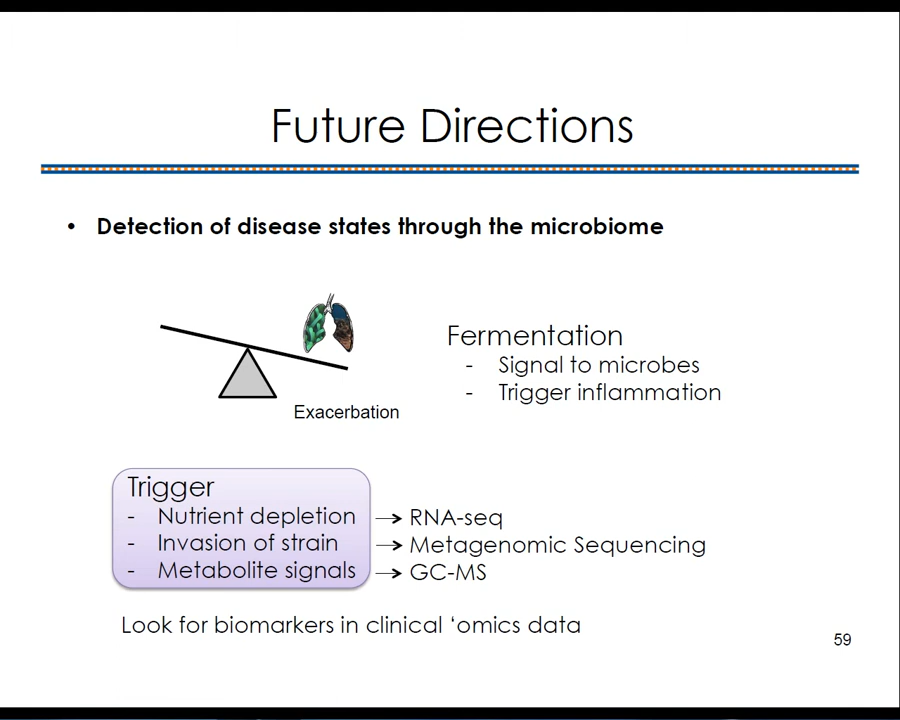 Future Directions
• Detection of disease states through the microbiome
Fermentation
- Signal to microbes
- Trigger inflammation
Exacerbation
Trigger
- Nutrient depletion → RNA-seq
- Invasion of strain → Metagenomic Sequencing
- Metabolite signals → GC-MS
Look for biomarkers in clinical ‘omics data
59